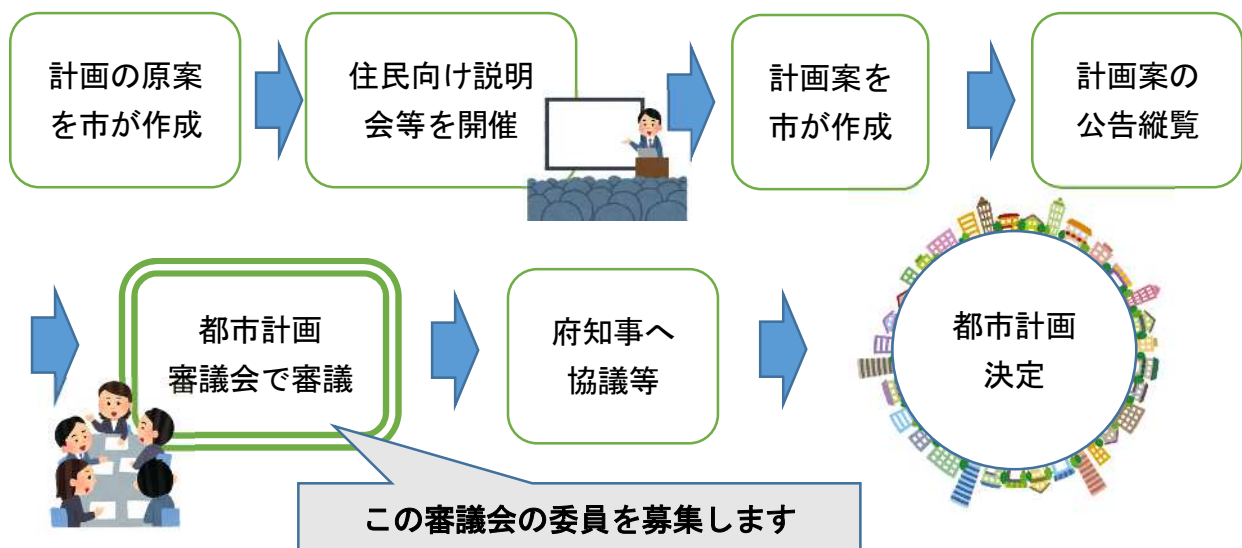 計画の原案
を市が作成
住民向け説明
会等を開催
計画案を
市が作成
計画案の
公告縦覧
都市計画
審議会で審議
府知事へ
協議等
都市計画
決定
この審議会の委員を募集します